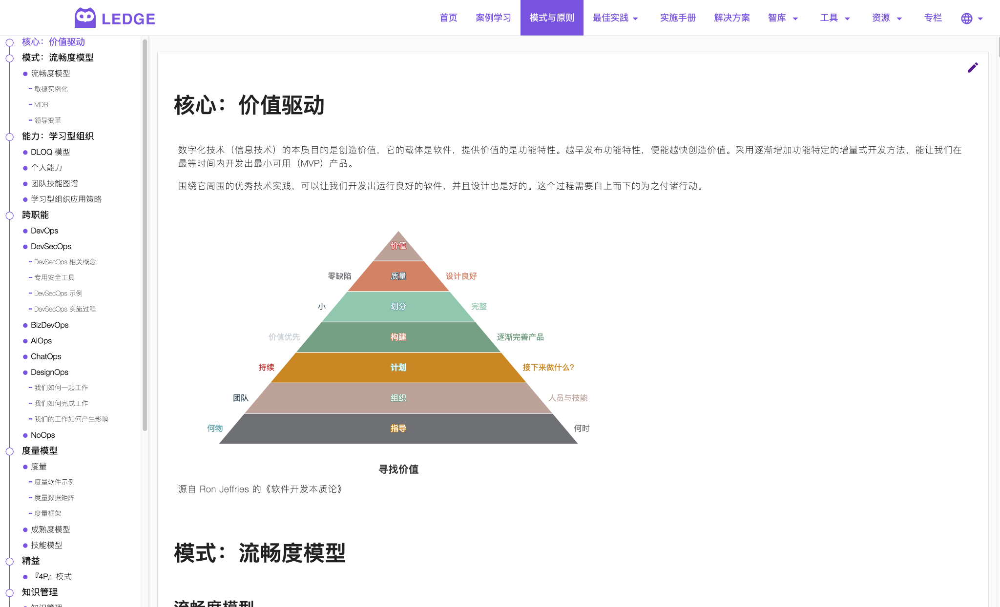 LEDGE
首页
案例学习
模式与原则
最佳实践
实施手册
解决方案
智库
工具
资源
专栏
核心：价值驱动
模式：流畅度模型
流畅度模型
敏捷实例化
MDB
领导变革
能力：学习型组织
DLOQ 模型
个人能力
团队技能图谱
学习型组织应用策略
跨职能
DevOps
DevSecOps
DevSecOps 相关概念
专用安全工具
DevSecOps 示例
DevSecOps 实施过程
BizDevOps
AIOps
ChatOps
DesignOps
我们如何一起工作
我们如何完成工作
我们的工作如何产生影响
NoOps
度量模型
度量
度量软件示例
度量数据矩阵
度量框架
成熟度模型
技能模型
精益
『4P』模式
知识管理
知识管理
核心：价值驱动
数字化技术（信息技术）的本质目的是创造价值，它的载体是软件，提供价值的是功能特性。越早发布功能特性，便能越快创造价值。采用逐渐增加功能特定的增量式开发方法，能让我们在
最等时间内开发出最小可用（MVP）产品。
围绕它周围的优秀技术实践，可以让我们开发出运行良好的软件，并且设计也是好的。这个过程需要自上而下的为之付诸行动。
价值
零缺陷 质量 设计良好
小 划分 完整
价值优先 构建 逐渐完善产品
持续 计划 接下来做什么？
团队 组织 人员与技能
何物 指导 何时
寻找价值
源自 Ron Jeffries 的《软件开发本质论》
模式：流畅度模型
流畅度模型